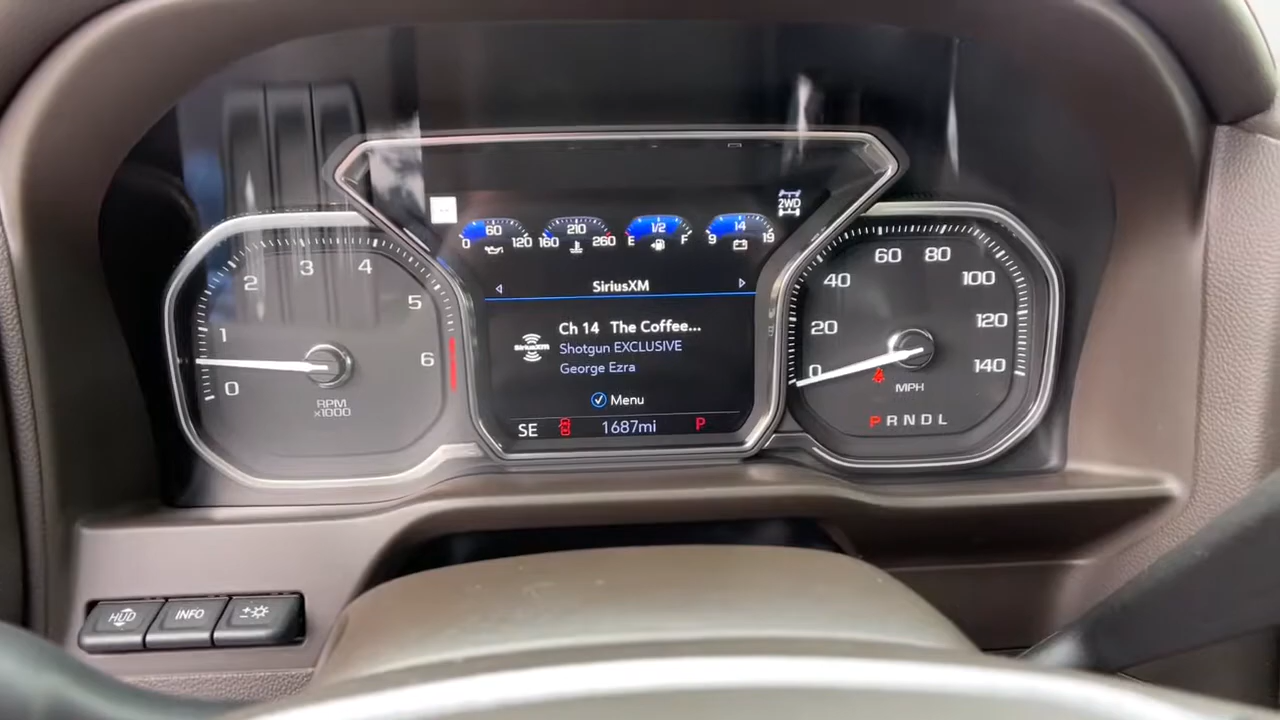 2WD
0 60 120
160 210 260
E 1/2 F
9 14 19
SiriusXM
Ch 14 The Coffee...
SiriusXM
Shotgun EXCLUSIVE
George Ezra
Menu
SE 1687mi P
0 1 2 3 4 5 6
RPM
x1000
0 20 40 60 80 100 120 140
MPH
PRNDL
HUD
INFO